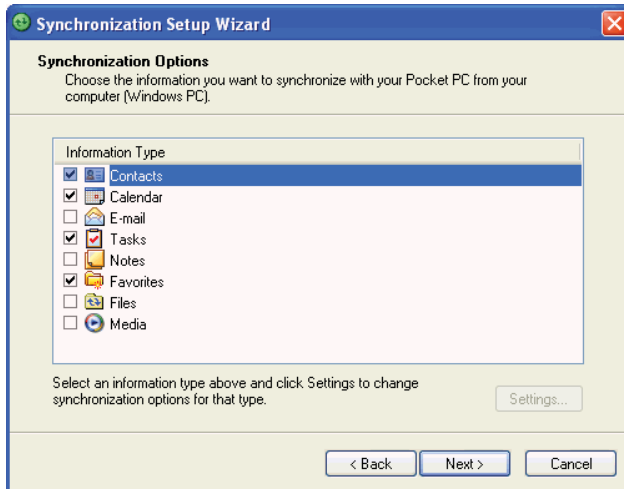 Synchronization Setup Wizard
Synchronization Options
Choose the information you want to synchronize with your Pocket PC from your
computer (Windows PC).
Information Type
Contacts
Calendar
E-mail
Tasks
Notes
Favorites
Files
Media
Select an information type above and click Settings to change
synchronization options for that type.
Settings...
< Back
Next >
Cancel